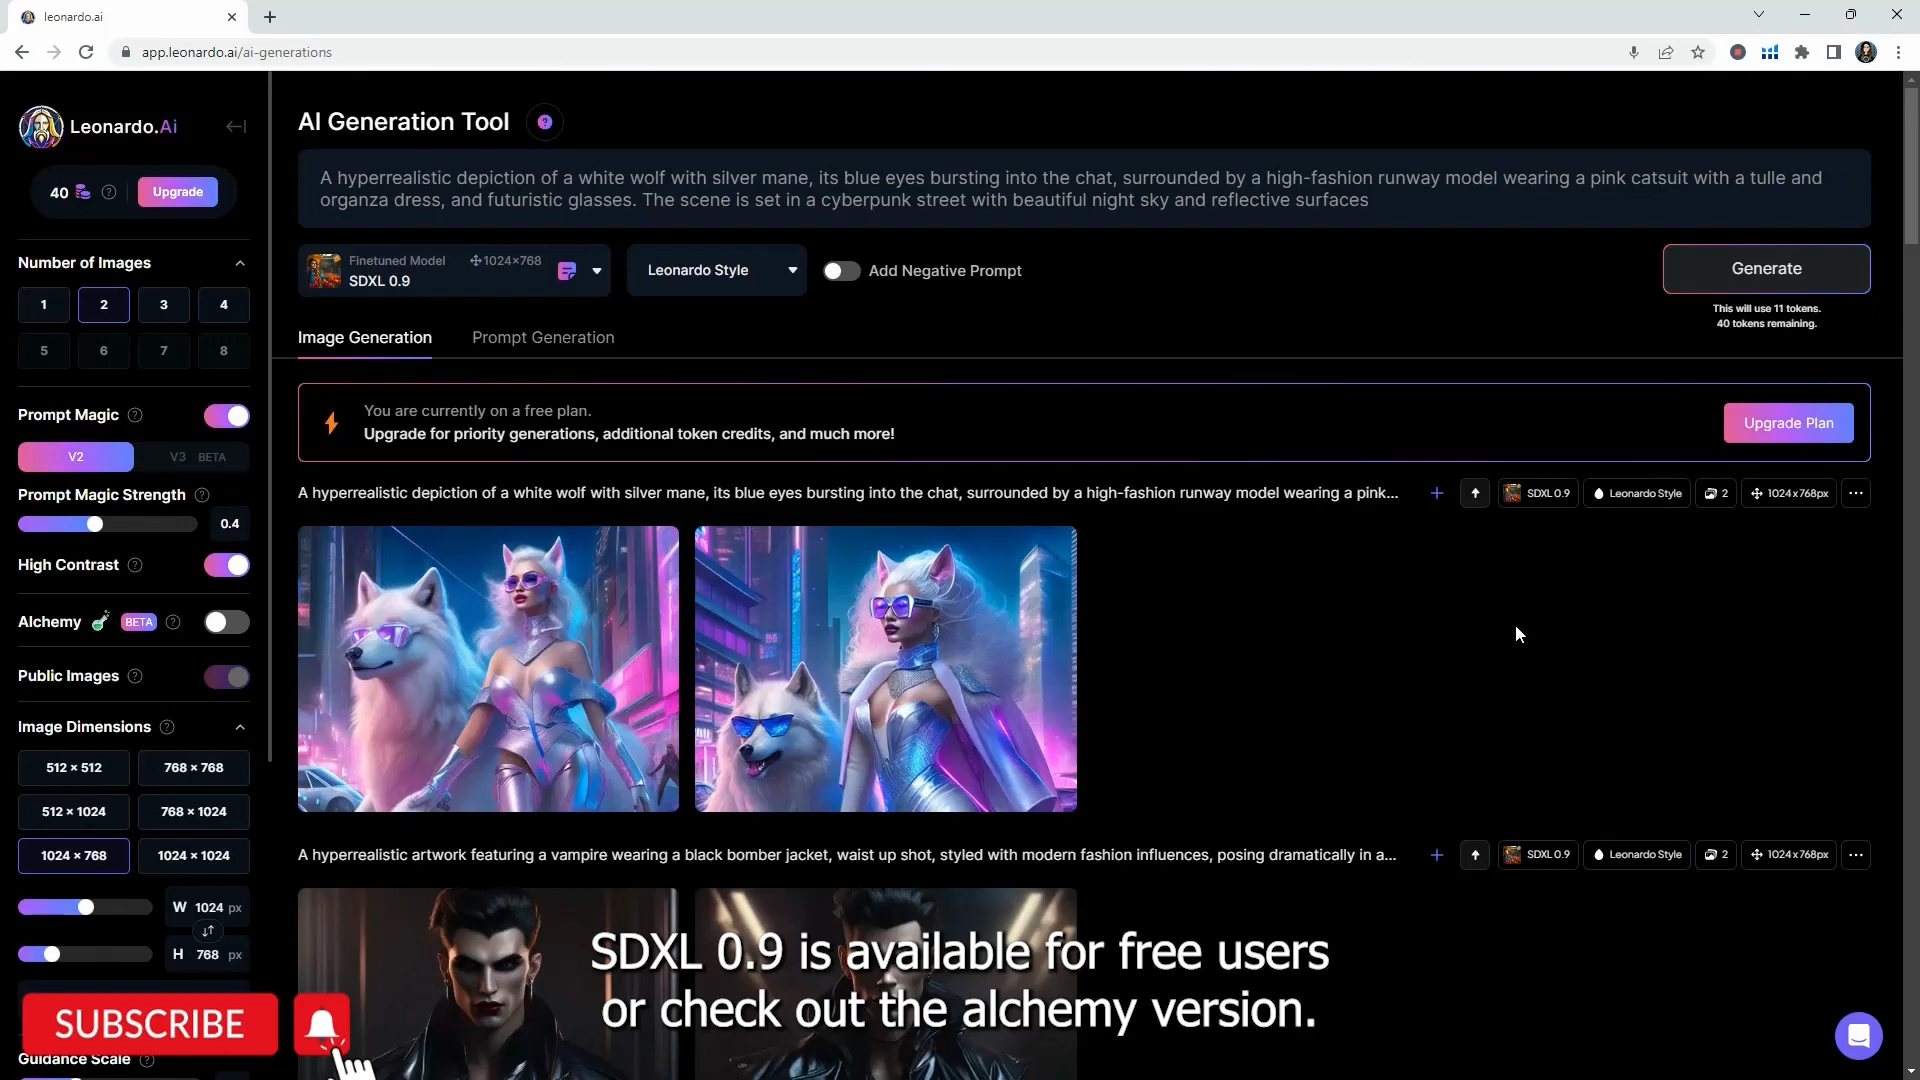 leonardo.ai
app.leonardo.ai/ai-generations
Leonardo.Ai
40
Upgrade
Number of Images
1 2 3 4
5 6 7 8
Prompt Magic
V2 V3 BETA
Prompt Magic Strength
0.4
High Contrast
Alchemy BETA
Public Images
Image Dimensions
512 × 512 768 × 768
512 × 1024 768 × 1024
1024 × 768 1024 × 1024
W 1024 px
H 768 px
Guidance Scale
AI Generation Tool
A hyperrealistic depiction of a white wolf with silver mane, its blue eyes bursting into the chat, surrounded by a high-fashion runway model wearing a pink catsuit with a tulle and
organza dress, and futuristic glasses. The scene is set in a cyberpunk street with beautiful night sky and reflective surfaces
Finetuned Model 1024×768
SDXL 0.9
Leonardo Style
Add Negative Prompt
Generate
This will use 11 tokens.
40 tokens remaining.
Image Generation Prompt Generation
You are currently on a free plan.
Upgrade for priority generations, additional token credits, and much more!
Upgrade Plan
A hyperrealistic depiction of a white wolf with silver mane, its blue eyes bursting into the chat, surrounded by a high-fashion runway model wearing a pink...
SDXL 0.9 Leonardo Style 2 1024x768px
A hyperrealistic artwork featuring a vampire wearing a black bomber jacket, waist up shot, styled with modern fashion influences, posing dramatically in a...
SDXL 0.9 Leonardo Style 2 1024x768px
SDXL 0.9 is available for free users
or check out the alchemy version.
SUBSCRIBE